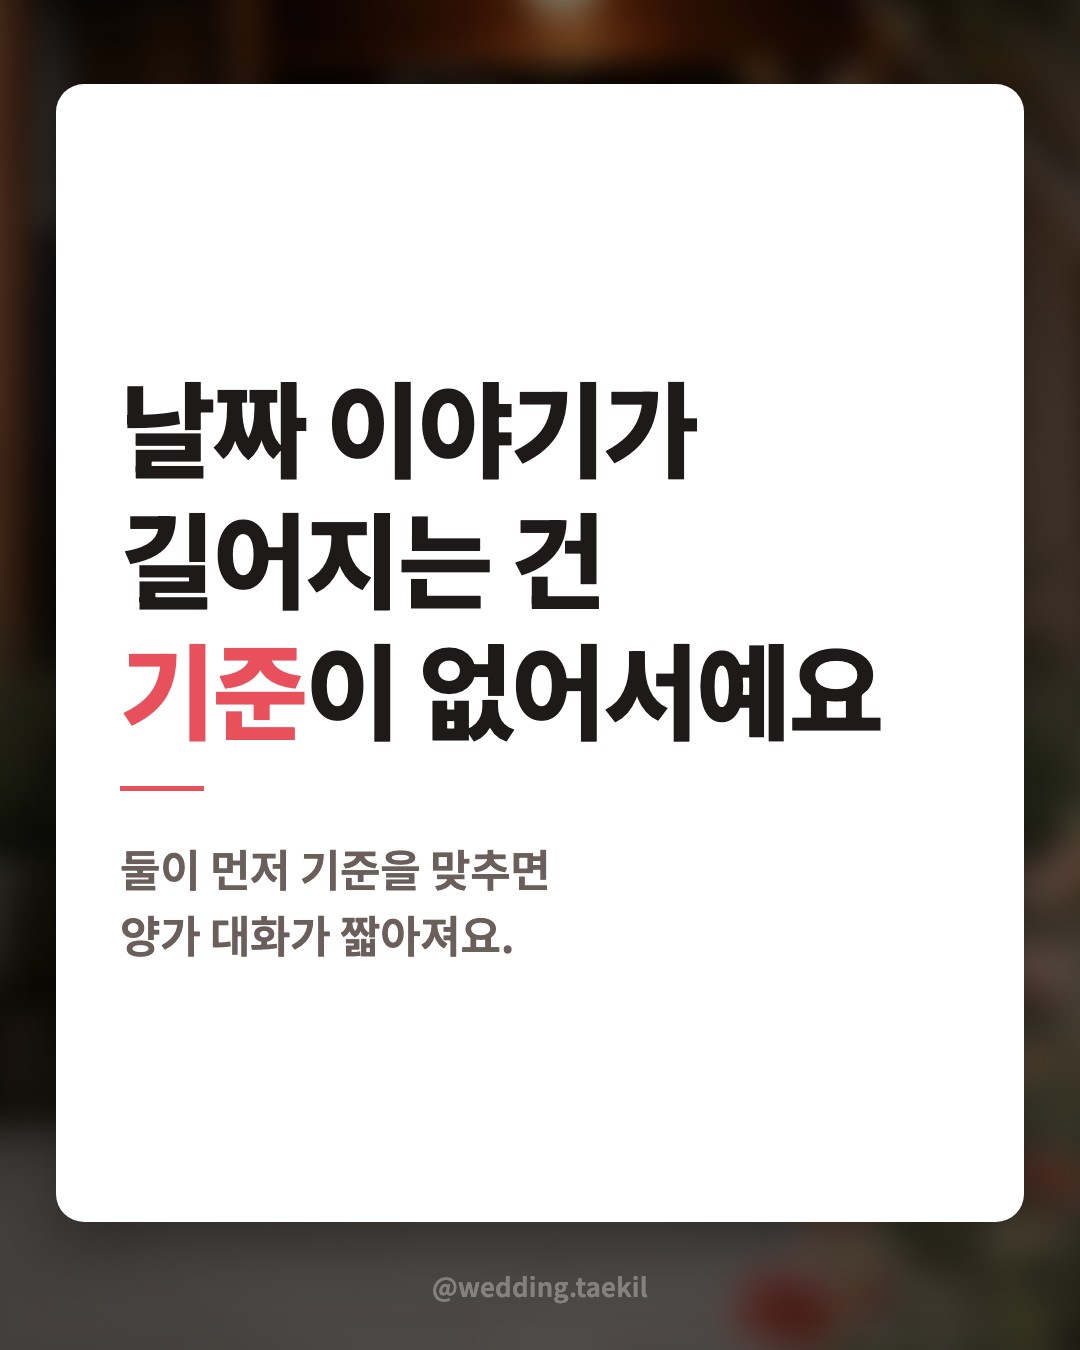 날짜 이야기가
길어지는 건
기준이 없어서예요
둘이 먼저 기준을 맞추면
양가 대화가 짧아져요.
@wedding.taekil